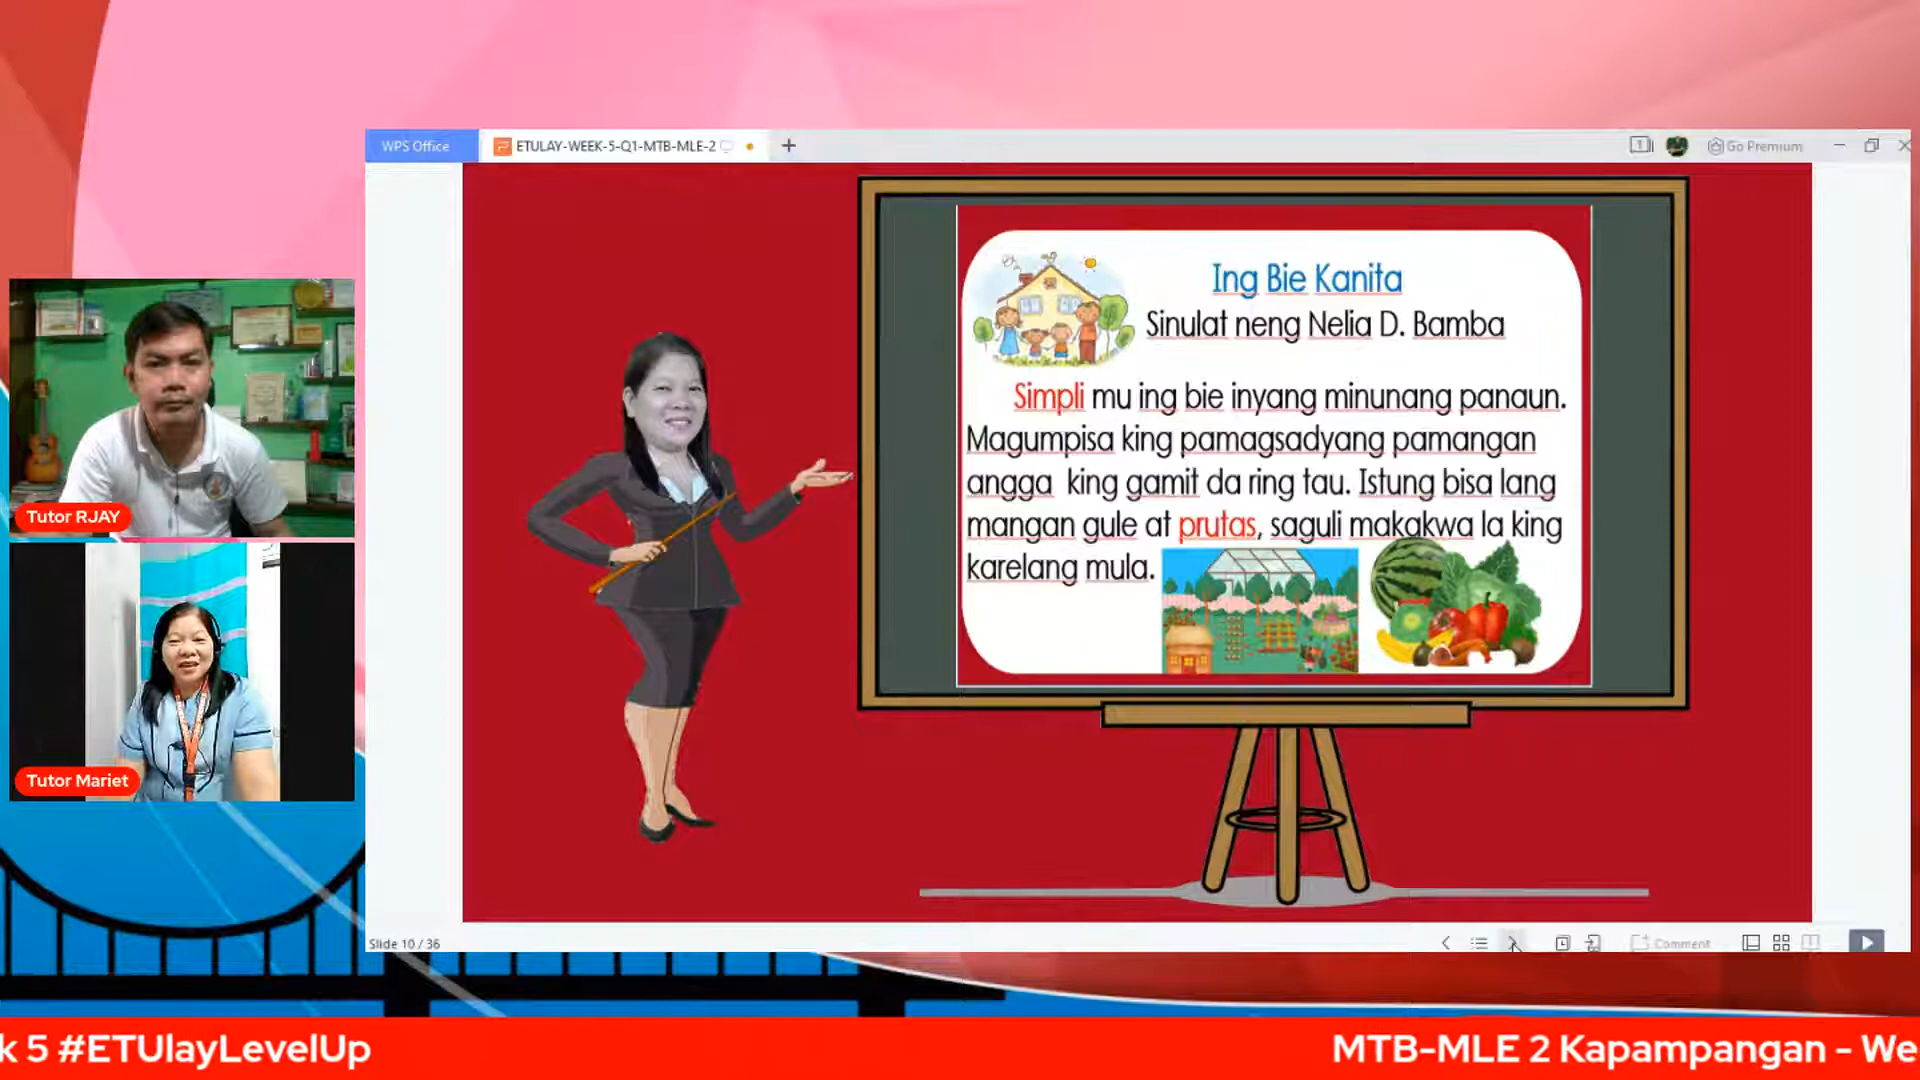 WPS Office
ETULAY-WEEK-5-Q1-MTB-MLE-2
Go Premium
Ing Bie Kanita
Sinulat neng Nelia D. Bamba
Simpli mu ing bie inyang minunang panaun.
Magumpisa king pamagsadyang pamangan
angga king gamit da ring tau. Istung bisa lang
mangan gule at prutas, saguli makakwa la king
karelang mula.
Tutor RJAY
Tutor Mariet
Slide 10 / 36
Comment
k 5 #ETUlayLevelUp
MTB-MLE 2 Kapampangan - We